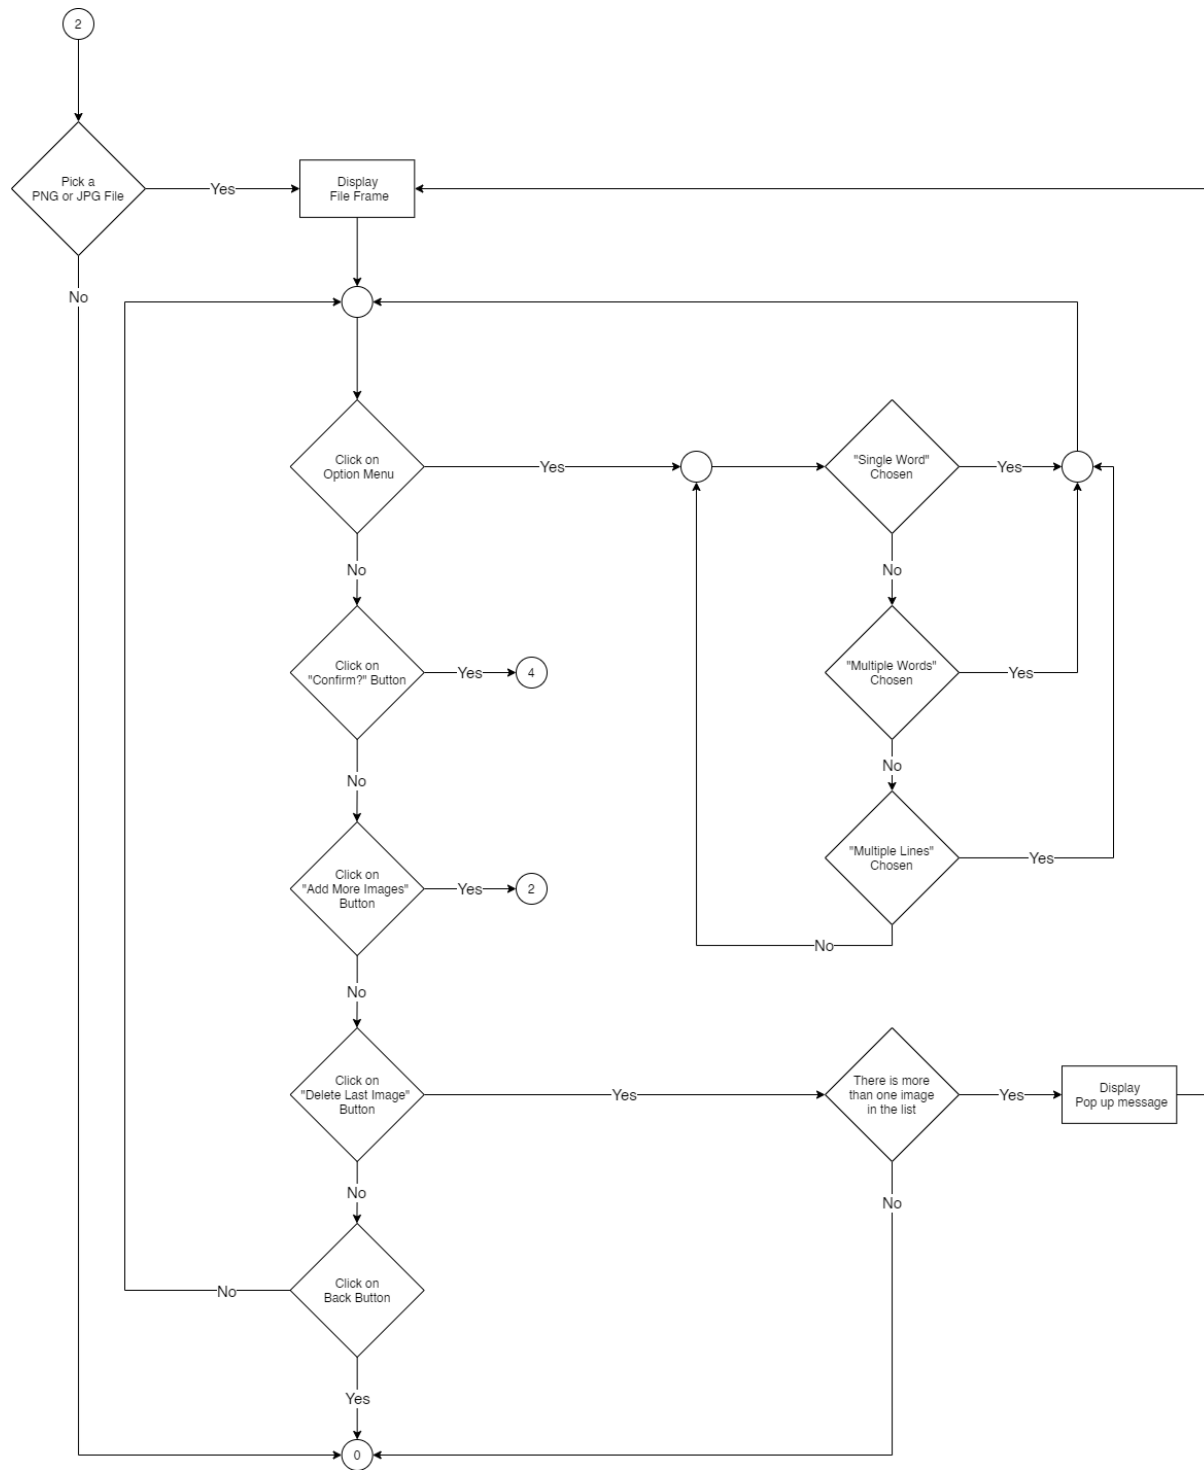 2
Pick a
PNG or JPG File
Yes
Display
File Frame
No
Click on
Option Menu
Yes
"Single Word"
Chosen
Yes
No
No
Click on
"Confirm?" Button
Yes
4
"Multiple Words"
Chosen
Yes
No
No
Click on
"Add More Images"
Button
Yes
2
"Multiple Lines"
Chosen
Yes
No
No
Click on
"Delete Last Image"
Button
Yes
There is more
than one image
in the list
Yes
Display
Pop up message
No
No
Click on
Back Button
No
Yes
0